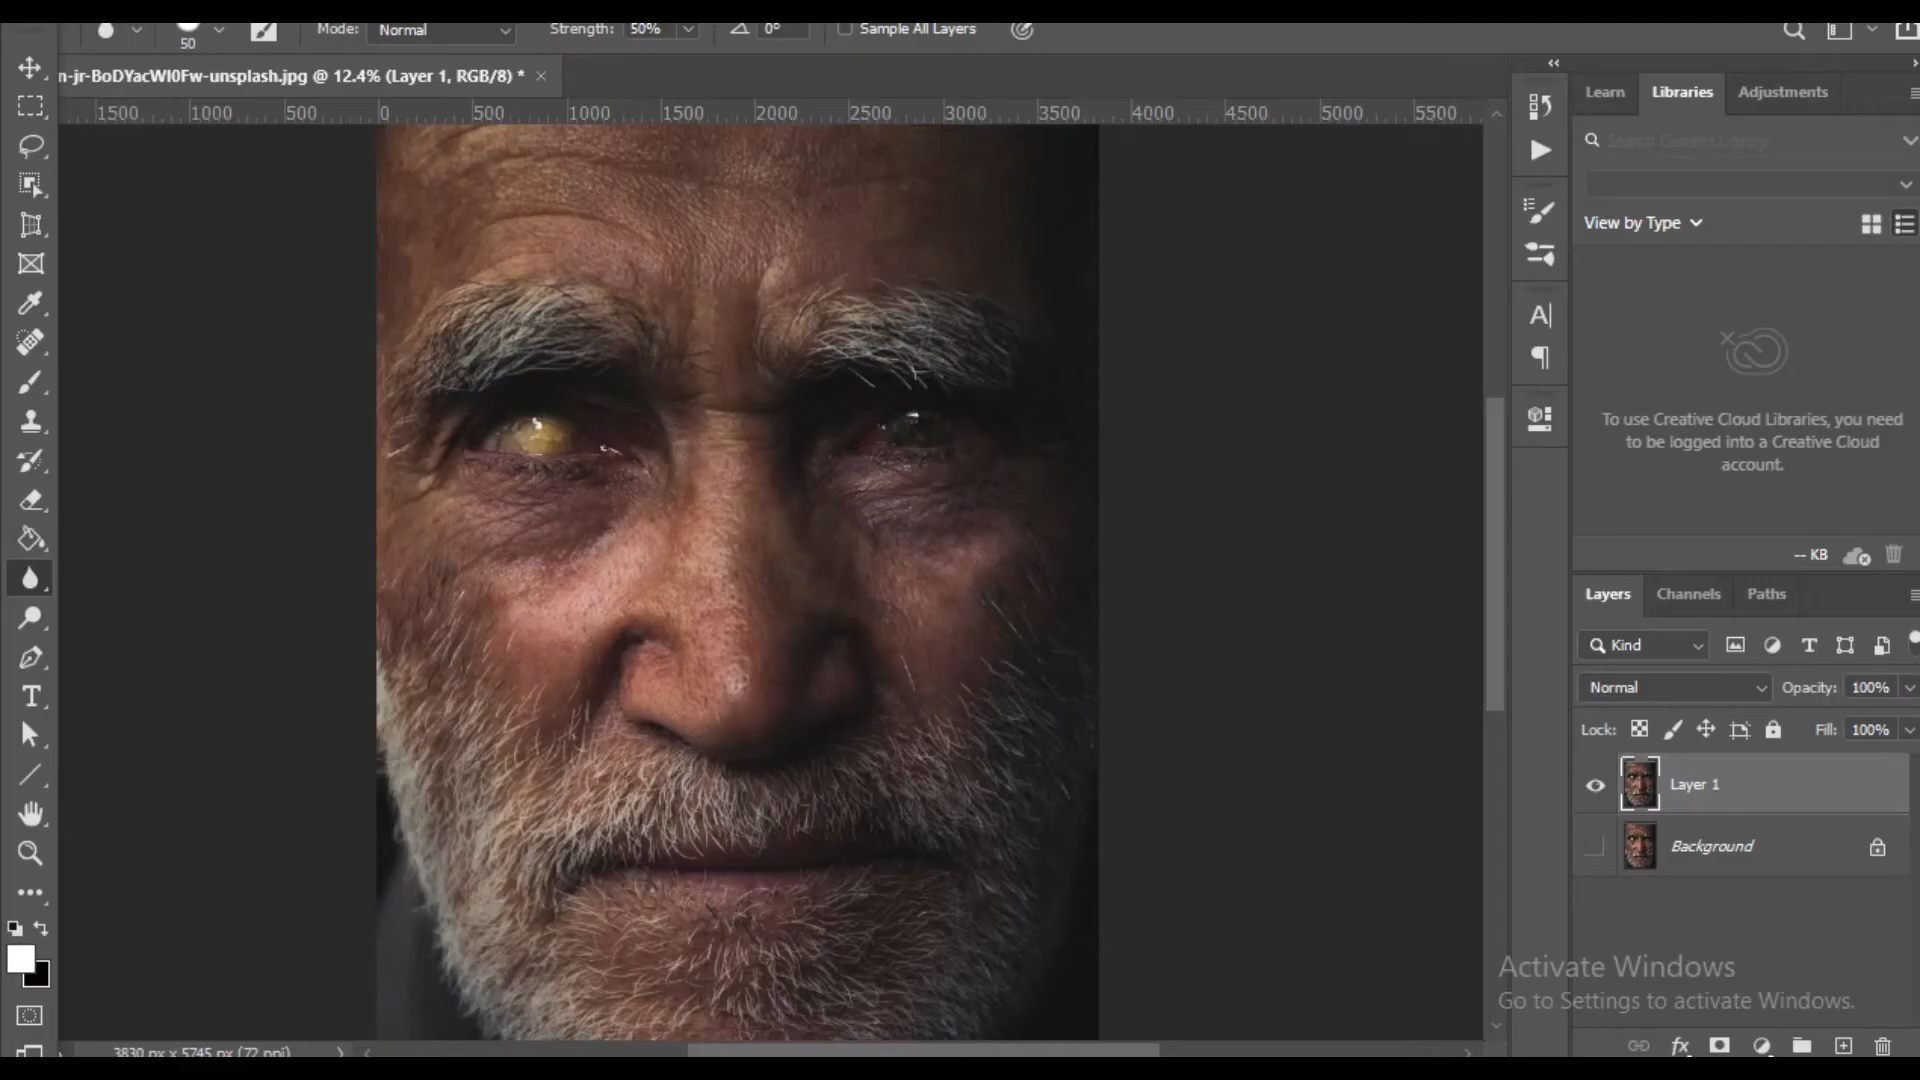 50
Mode:
Normal
Strength:
50%
0°
Sample All Layers
n-jr-BoDYacWl0Fw-unsplash.jpg @ 12.4% (Layer 1, RGB/8) *
1500
1000
500
0
500
1000
1500
2000
2500
3000
3500
4000
4500
5000
5500
Learn
Libraries
Adjustments
Search Current Library
View by Type
To use Creative Cloud Libraries, you need
to be logged into a Creative Cloud
account.
-- KB
Layers
Channels
Paths
Kind
Normal
Opacity:
100%
Lock:
Fill:
100%
Layer 1
Background
Activate Windows
Go to Settings to activate Windows.
3830 px x 5745 px (72 ppi)